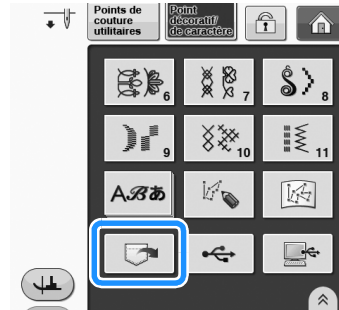 Points de
couture
utilitaires
Point
décoratif/
de caractère
6
7
8
9
10
11
Aℬあ